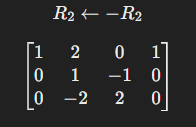 R₂ ← −R₂
1 2 0 1
0 1 −1 0
0 −2 2 0